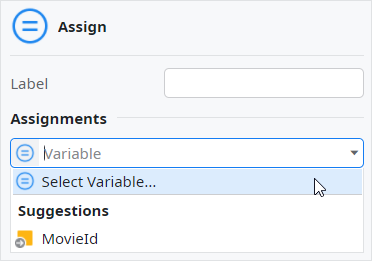 Assign
Label
Assignments
Variable
Select Variable...
Suggestions
MovieId